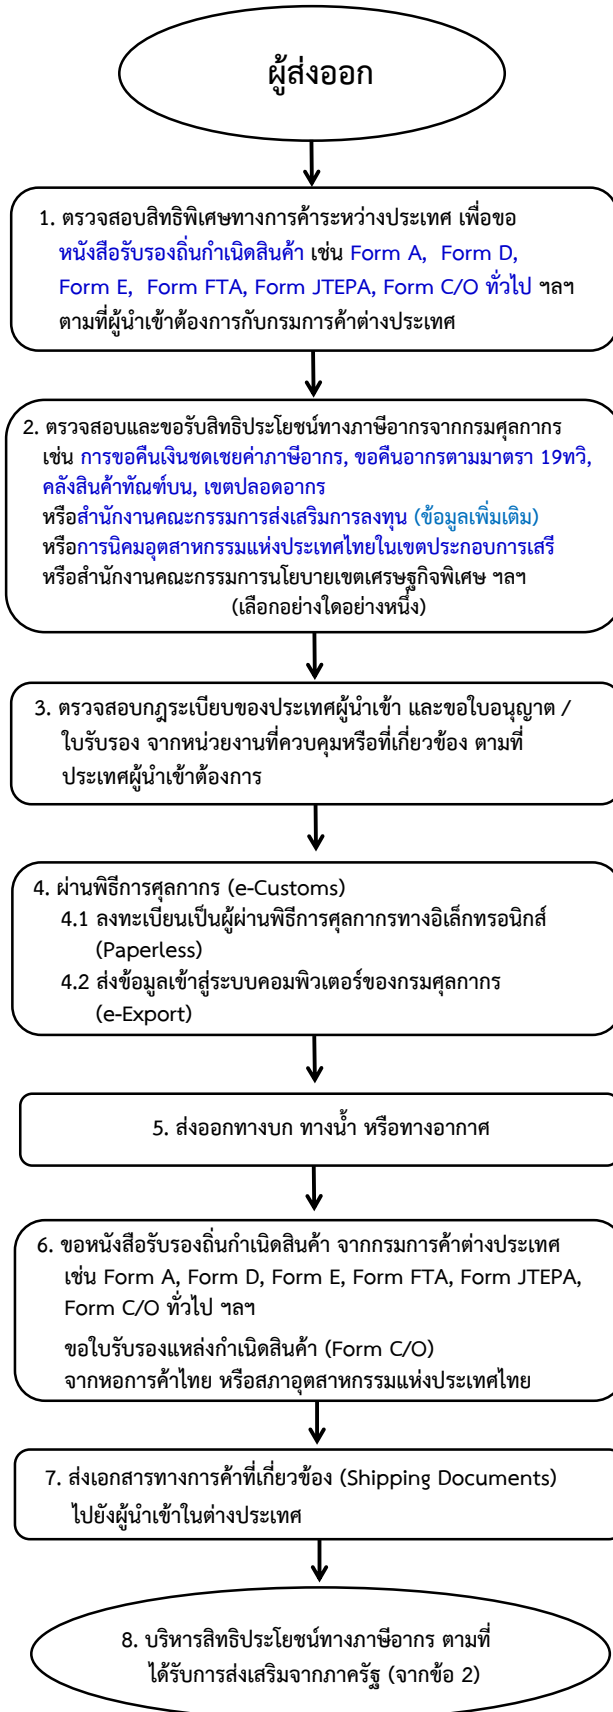 ผู้ส่งออก
1. ตรวจสอบสิทธิพิเศษทางการค้าระหว่างประเทศ เพื่อขอ
หนังสือรับรองถิ่นกำเนิดสินค้า เช่น Form A, Form D,
Form E, Form FTA, Form JTEPA, Form C/O ทั่วไป ฯลฯ
ตามที่ผู้นำเข้าต้องการกับกรมการค้าต่างประเทศ
2. ตรวจสอบและขอรับสิทธิประโยชน์ทางภาษีอากรจากกรมศุลกากร
เช่น การขอคืนเงินชดเชยค่าภาษีอากร, ขอคืนอากรตามมาตรา 19ทวิ,
คลังสินค้าทัณฑ์บน, เขตปลอดอากร
หรือสำนักงานคณะกรรมการส่งเสริมการลงทุน (ข้อมูลเพิ่มเติม)
หรือการนิคมอุตสาหกรรมแห่งประเทศไทยในเขตประกอบการเสรี
หรือสำนักงานคณะกรรมการนโยบายเขตเศรษฐกิจพิเศษ ฯลฯ
(เลือกอย่างใดอย่างหนึ่ง)
3. ตรวจสอบกฎระเบียบของประเทศผู้นำเข้า และขอใบอนุญาต /
ใบรับรอง จากหน่วยงานที่ควบคุมหรือที่เกี่ยวข้อง ตามที่
ประเทศผู้นำเข้าต้องการ
4. ผ่านพิธีการศุลกากร (e-Customs)
4.1 ลงทะเบียนเป็นผู้ผ่านพิธีการศุลกากรทางอิเล็กทรอนิกส์
(Paperless)
4.2 ส่งข้อมูลเข้าสู่ระบบคอมพิวเตอร์ของกรมศุลกากร
(e-Export)
5. ส่งออกทางบก ทางน้ำ หรือทางอากาศ
6. ขอหนังสือรับรองถิ่นกำเนิดสินค้า จากกรมการค้าต่างประเทศ
เช่น Form A, Form D, Form E, Form FTA, Form JTEPA,
Form C/O ทั่วไป ฯลฯ
ขอใบรับรองแหล่งกำเนิดสินค้า (Form C/O)
จากหอการค้าไทย หรือสภาอุตสาหกรรมแห่งประเทศไทย
7. ส่งเอกสารทางการค้าที่เกี่ยวข้อง (Shipping Documents)
ไปยังผู้นำเข้าในต่างประเทศ
8. บริหารสิทธิประโยชน์ทางภาษีอากร ตามที่
ได้รับการส่งเสริมจากภาครัฐ (จากข้อ 2)